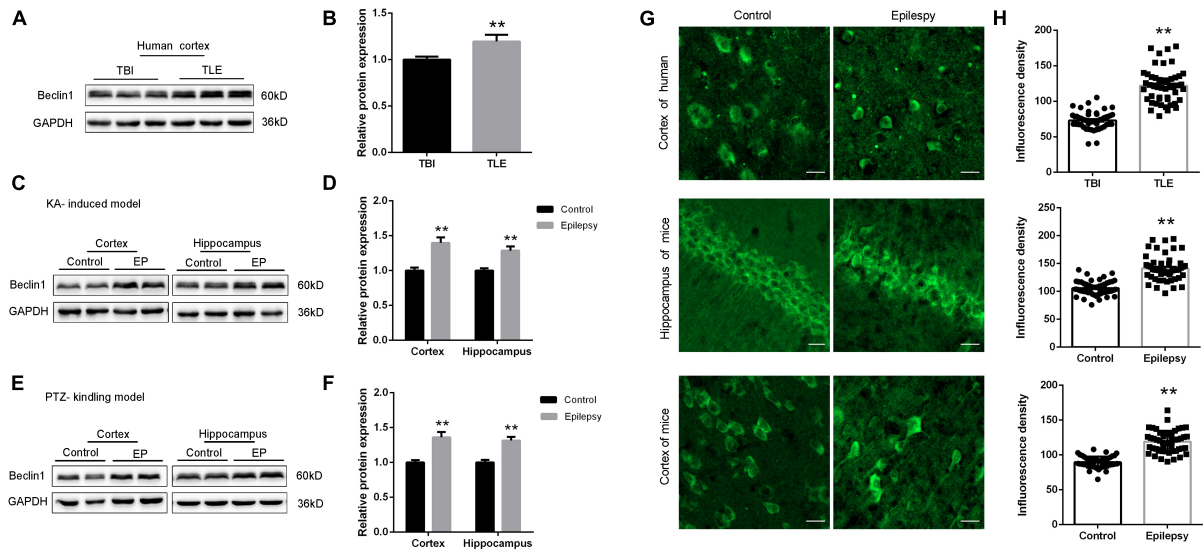 A
Human cortex
TBI TLE
Beclin1 60kD
GAPDH 36kD
B
Relative protein expression
1.5
1.0
0.5
0.0
**
TBI TLE
C
KA- induced model
Cortex Hippocampus
Control EP Control EP
Beclin1 60kD
GAPDH 36kD
D
Relative protein expression
2.0
1.5
1.0
0.5
0.0
** **
Cortex Hippocampus
Control
Epilepsy
E
PTZ- kindling model
Cortex Hippocampus
Control EP Control EP
Beclin1 60kD
GAPDH 36kD
F
Relative protein expression
2.0
1.5
1.0
0.5
0.0
** **
Cortex Hippocampus
Control
Epilepsy
G
Control Epilespy
Cortex of human
Hippocampus of mice
Cortex of mice
H
Influorescence density
200
150
100
50
0
**
TBI TLE
Influorescence density
250
200
150
100
50
0
**
Control Epilepsy
Influorescence density
200
150
100
50
0
**
Control Epilepsy